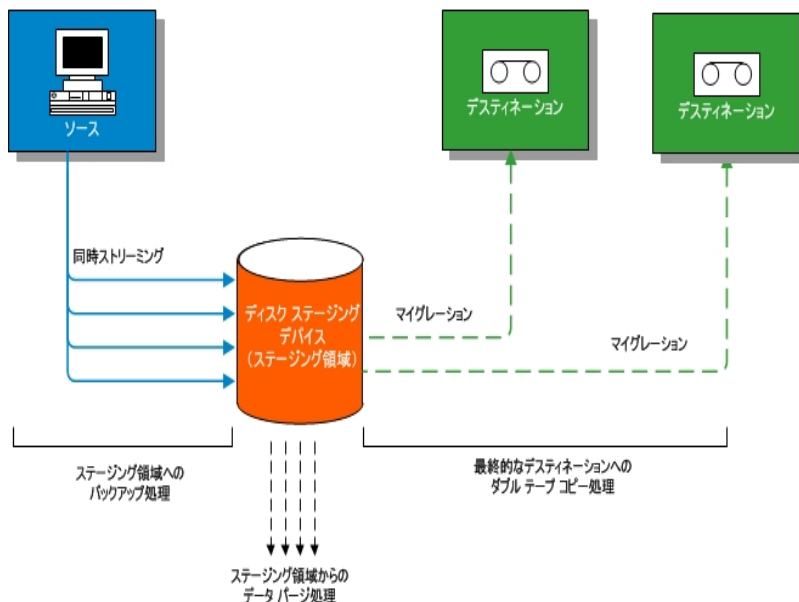 ソース
デスティネーション
デスティネーション
同時ストリーミング
ディスク ステージング
デバイス
（ステージング領域）
マイグレーション
マイグレーション
ステージング領域への
バックアップ処理
最終的なデスティネーションへの
ダブル テープ コピー処理
ステージング領域からの
データ パージ処理